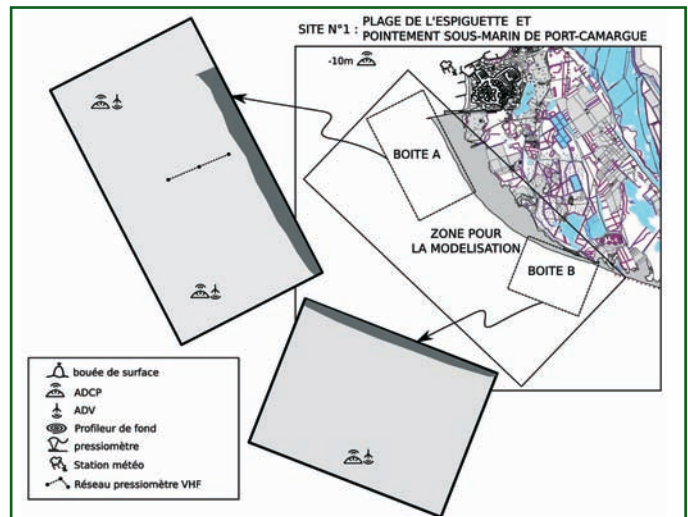 SITE N°1 : PLAGE DE L'ESPIGUETTE ET
POINTEMENT SOUS-MARIN DE PORT-CAMARGUE
-10m
BOITE A
ZONE POUR
LA MODELISATION
BOITE B
bouée de surface
ADCP
ADV
Profileur de fond
pressiomètre
Station météo
Réseau pressiomètre VHF